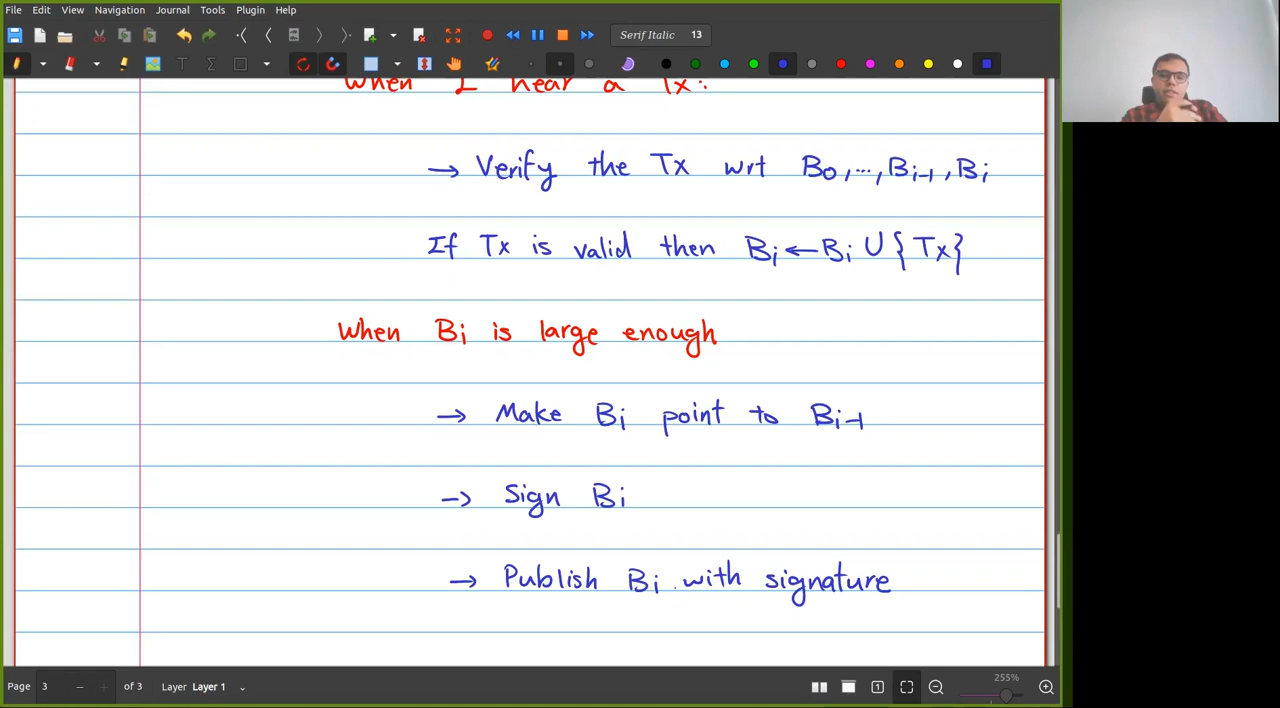 File Edit View Navigation Journal Tools Plugin Help
Serif Italic 13
When I hear a Tx:
→ Verify the Tx wrt B0,...,Bi-1,Bi
If Tx is valid then Bi ← Bi ∪ {Tx}
When Bi is large enough
→ Make Bi point to Bi-1
→ Sign Bi
→ Publish Bi with signature
Page 3 of 3 Layer Layer 1 255%